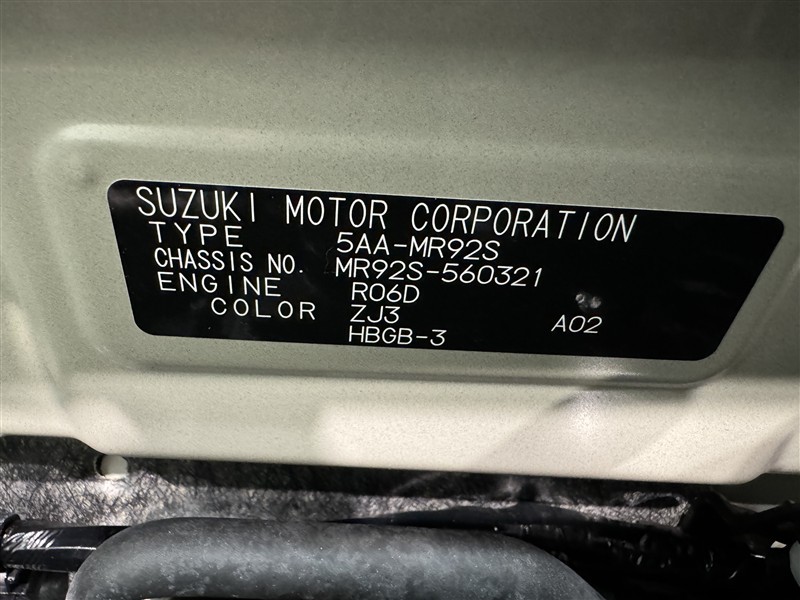 SUZUKI MOTOR CORPORATION
TYPE 5AA-MR92S
CHASSIS NO. MR92S-560321
ENGINE R06D
COLOR ZJ3 A02
HBGB-3